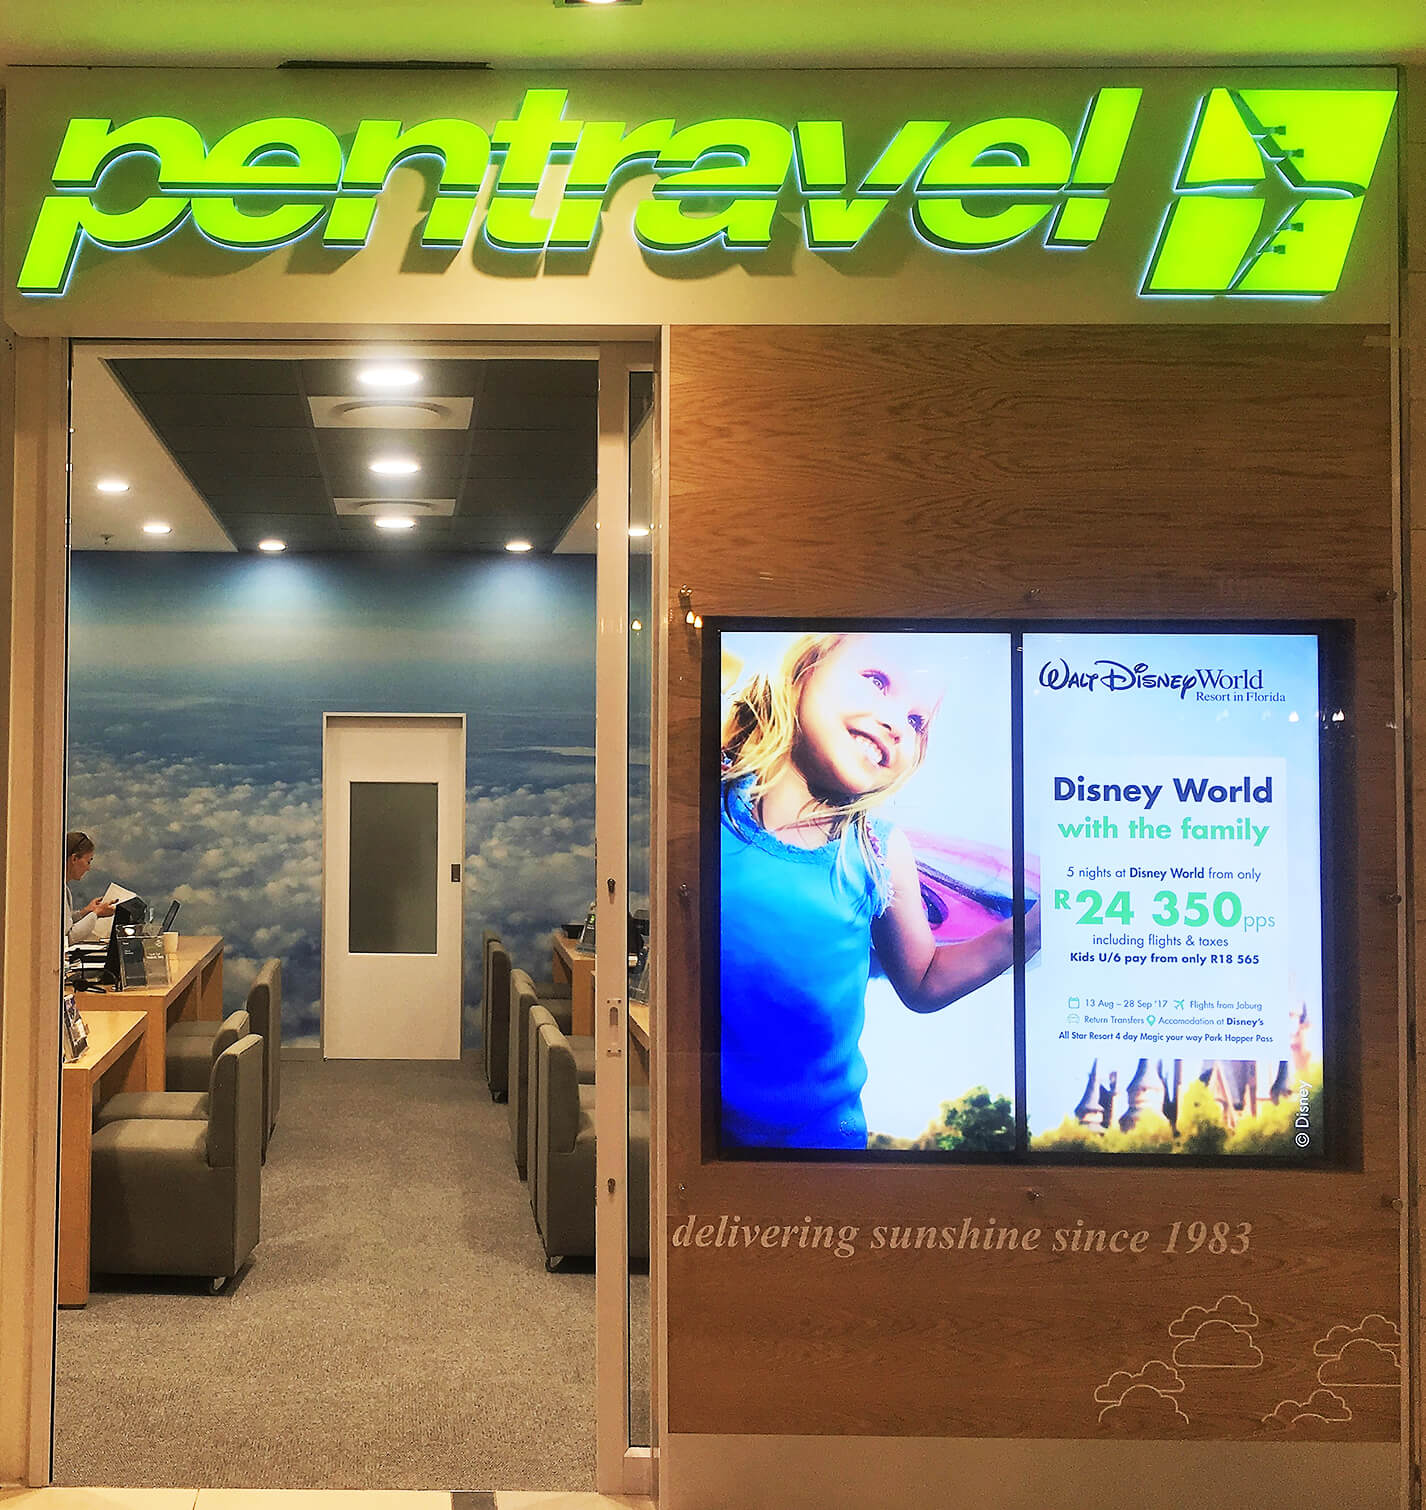 pentravel
WALT DISNEY World
Resort in Florida
Disney World
with the family
5 nights at Disney World from only
R24 350pps
including flights & taxes
Kids U/6 pay from only R18 565
13 Aug – 28 Sep '17 Flights from Joburg
Return Transfers Accomodation at Disney's
All Star Resort 4 day Magic your way Park Hopper Pass
© Disney
delivering sunshine since 1983